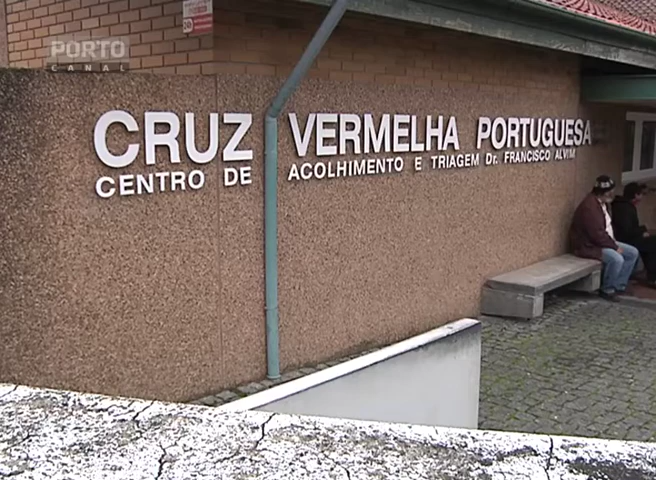 PORTO
CANAL
CRUZ VERMELHA PORTUGUESA
CENTRO DE ACOLHIMENTO E TRIAGEM Dr. FRANCISCO ALVIM